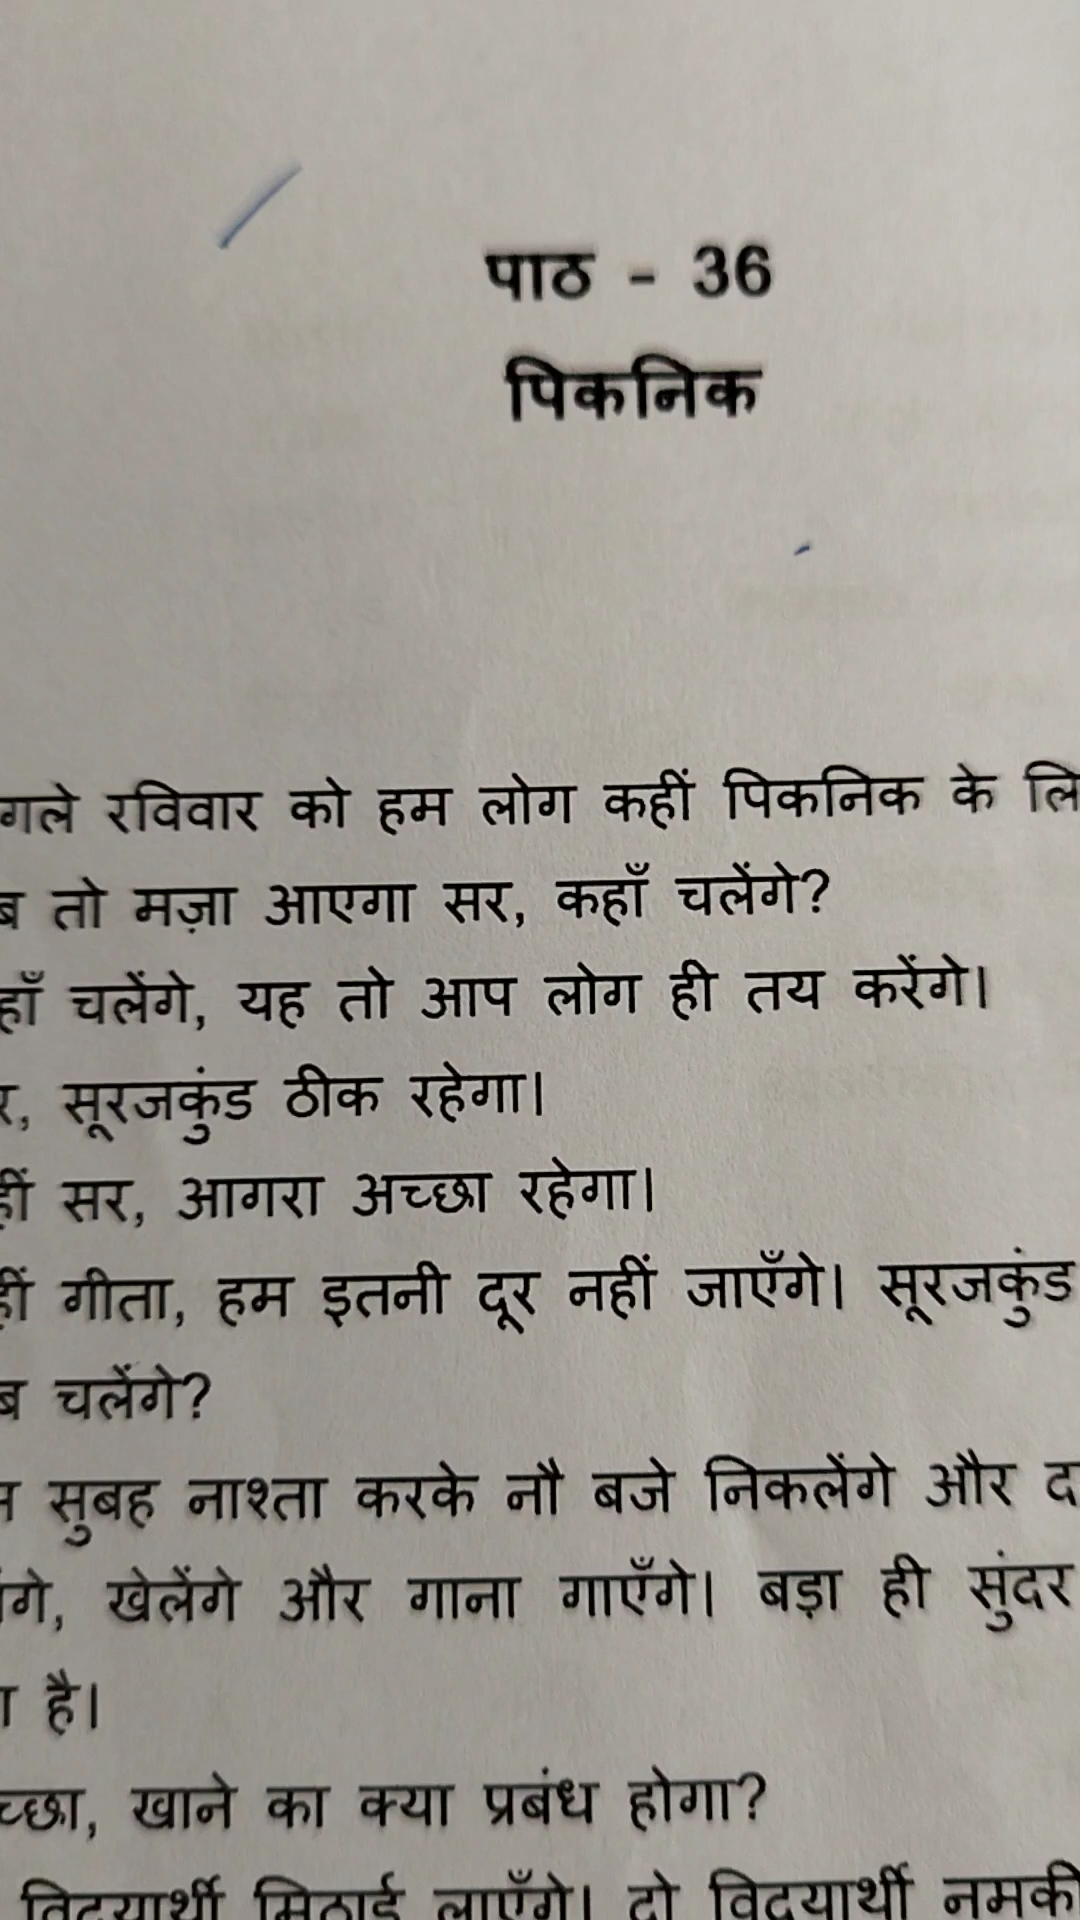 पाठ - 36
पिकनिक
गले रविवार को हम लोग कहीं पिकनिक के लि
ब तो मज़ा आएगा सर, कहाँ चलेंगे?
हाँ चलेंगे, यह तो आप लोग ही तय करेंगे।
र, सूरजकुंड ठीक रहेगा।
हीं सर, आगरा अच्छा रहेगा।
हीं गीता, हम इतनी दूर नहीं जाएँगे। सूरजकुंड
ब चलेंगे?
सुबह नाश्ता करके नौ बजे निकलेंगे और द
गे, खेलेंगे और गाना गाएँगे। बड़ा ही सुंदर
है।
च्छा, खाने का क्या प्रबंध होगा?
विद्यार्थी मिठाई लाएँगे। दो विद्यार्थी नमकी